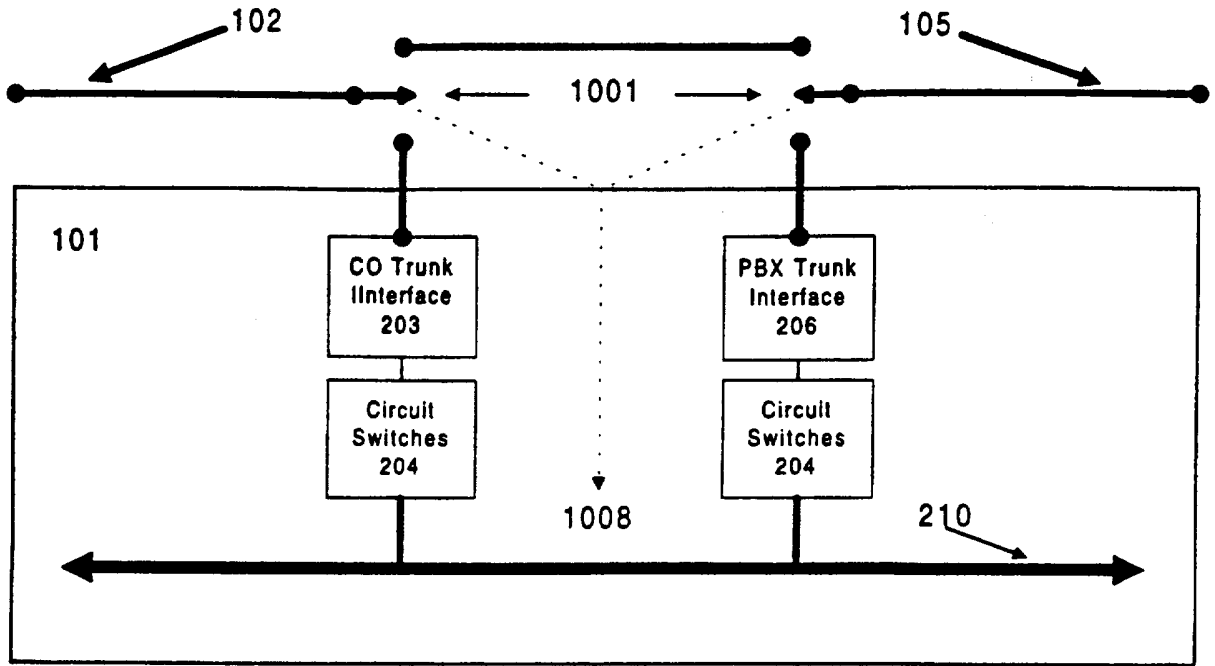 102
105
1001
101
CO Trunk
IInterface
203
PBX Trunk
Interface
206
Circuit
Switches
204
Circuit
Switches
204
1008
210